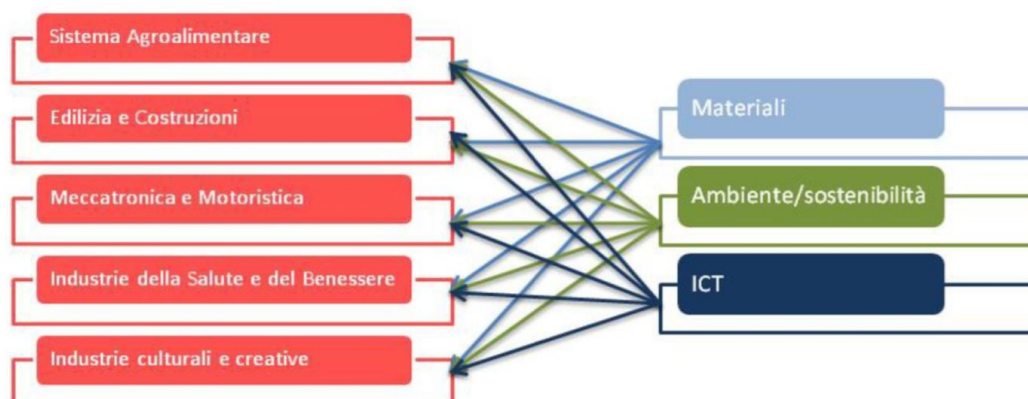 Sistema Agroalimentare
Edilizia e Costruzioni
Meccatronica e Motoristica
Industrie della Salute e del Benessere
Industrie culturali e creative
Materiali
Ambiente/sostenibilità
ICT